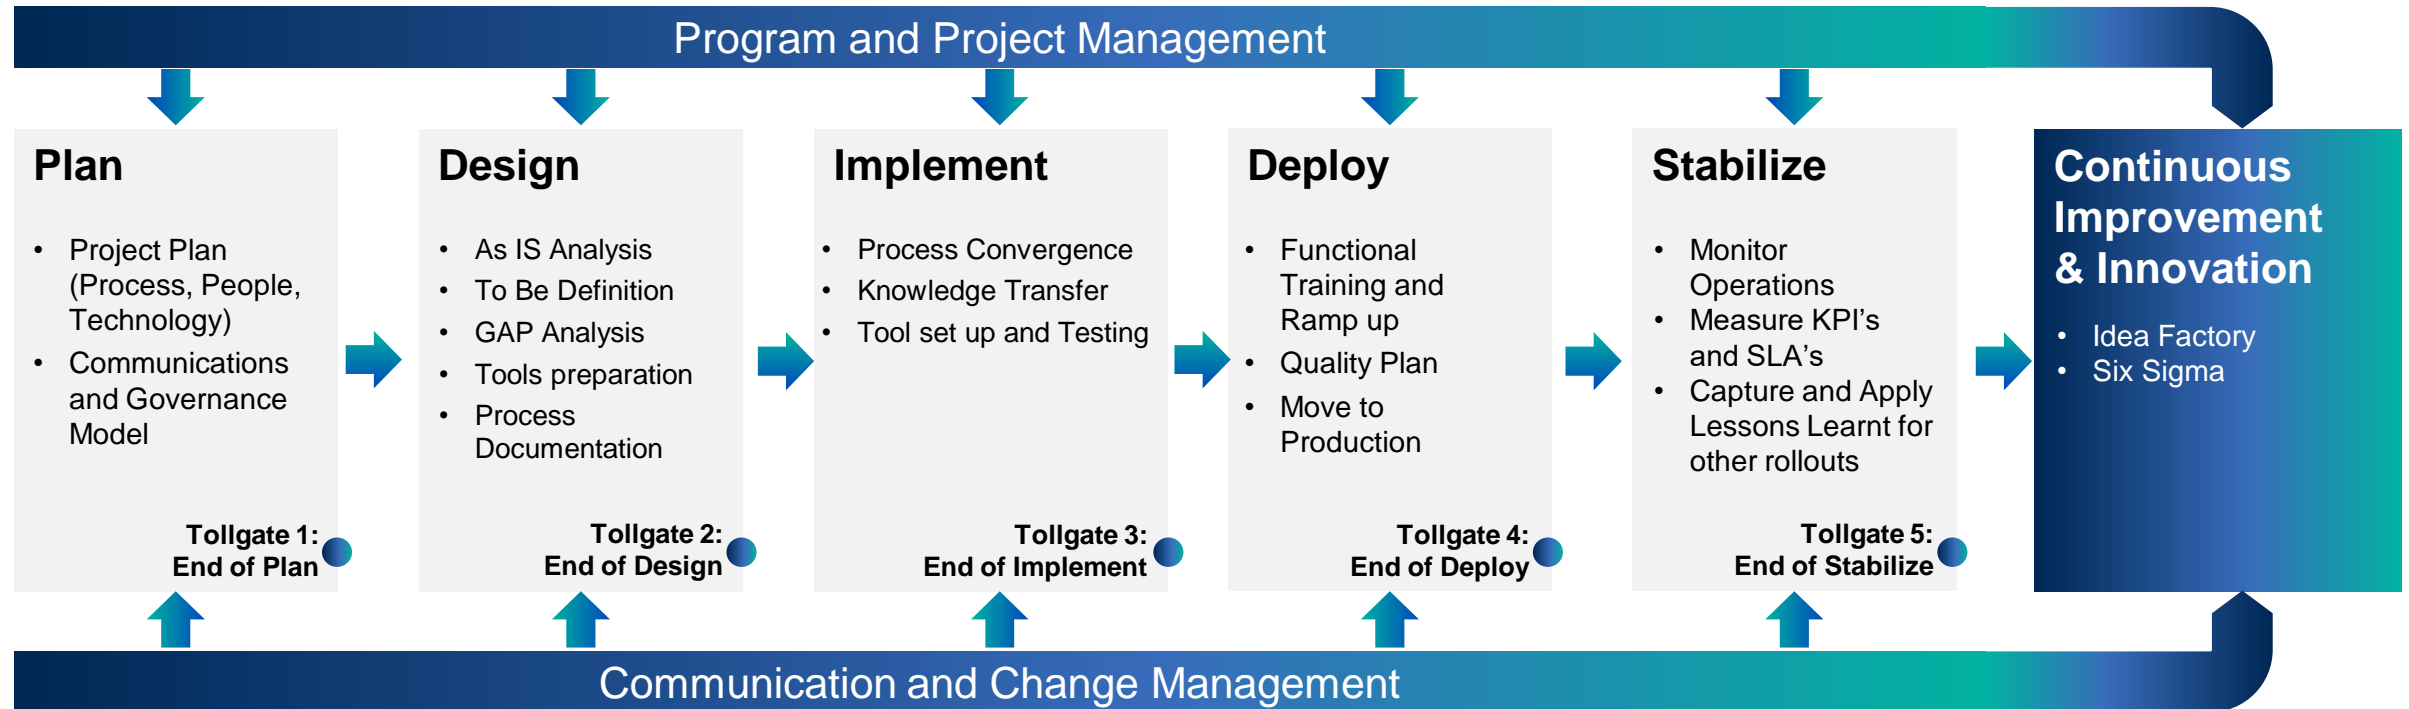 Program and Project Management
Plan
• Project Plan
(Process, People,
Technology)
• Communications
and Governance
Model
Tollgate 1:
End of Plan
Design
• As IS Analysis
• To Be Definition
• GAP Analysis
• Tools preparation
• Process
Documentation
Tollgate 2:
End of Design
Implement
• Process Convergence
• Knowledge Transfer
• Tool set up and Testing
Tollgate 3:
End of Implement
Deploy
• Functional
Training and
Ramp up
• Quality Plan
• Move to
Production
Tollgate 4:
End of Deploy
Stabilize
• Monitor
Operations
• Measure KPI’s
and SLA’s
• Capture and Apply
Lessons Learnt for
other rollouts
Tollgate 5:
End of Stabilize
Continuous
Improvement
& Innovation
• Idea Factory
• Six Sigma
Communication and Change Management